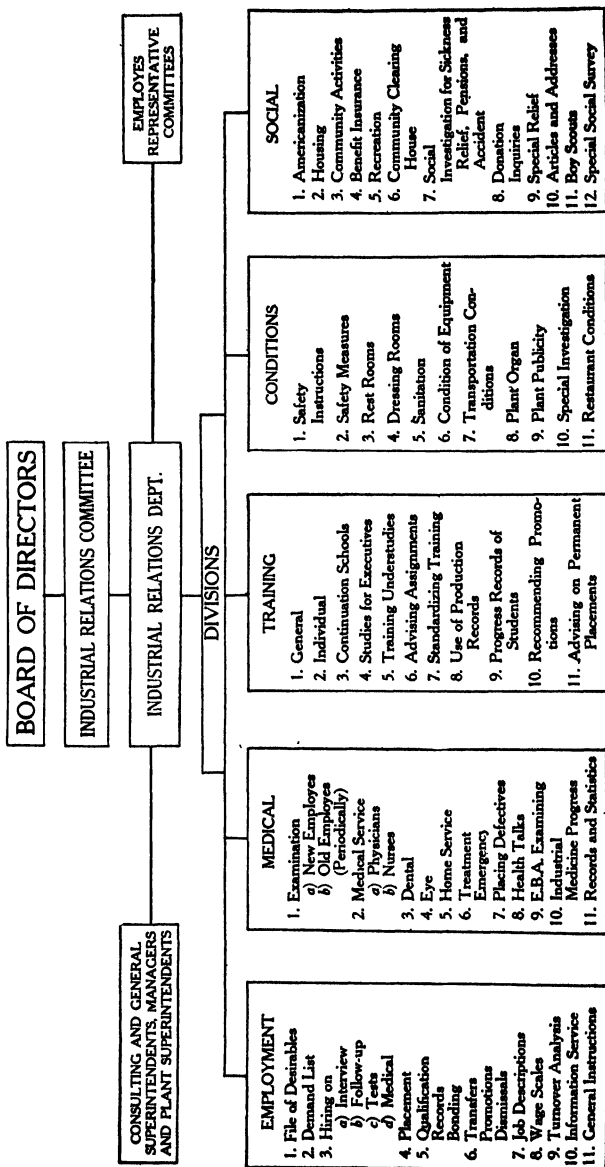 BOARD OF DIRECTORS
INDUSTRIAL RELATIONS COMMITTEE
CONSULTING AND GENERAL
SUPERINTENDENTS, MANAGERS
AND PLANT SUPERINTENDENTS
INDUSTRIAL RELATIONS DEPT.
EMPLOYES
REPRESENTATIVE
COMMITTEES
DIVISIONS
EMPLOYMENT
1. File of Desirables
2. Demand List
3. Hiring on
a) Interview
b) Follow-up
c) Tests
d) Medical
4. Placement
5. Qualification
Records
Bonding
6. Transfers
Promotions
Dismissals
7. Job Descriptions
8. Wage Scales
9. Turnover Analysis
10. Information Service
11. General Instructions
MEDICAL
1. Examination
a) New Employes
b) Old Employes
(Periodically)
2. Medical Service
a) Physicians
b) Nurses
3. Dental
4. Eye
5. Home Service
6. Treatment
Emergency
7. Placing Defectives
8. Health Talks
9. E.B.A. Examining
10. Industrial
Medicine Progress
11. Records and Statistics
TRAINING
1. General
2. Individual
3. Continuation Schools
4. Studies for Executives
5. Training Understudies
6. Advising Assignments
7. Standardizing Training
8. Use of Production
Records
9. Progress Records of
Students
10. Recommending Promo-
tions
11. Advising on Permanent
Placements
CONDITIONS
1. Safety
Instructions
2. Safety Measures
3. Rest Rooms
4. Dressing Rooms
5. Sanitation
6. Condition of Equipment
7. Transportation Con-
ditions
8. Plant Organ
9. Plant Publicity
10. Special Investigation
11. Restaurant Conditions
SOCIAL
1. Americanization
2. Housing
3. Community Activities
4. Benefit Insurance
5. Recreation
6. Community Clearing
House
7. Social
Investigation for Sickness
Relief, Pensions, and
Accident
8. Donation
Inquiries
9. Special Relief
10. Articles and Addresses
11. Boy Scouts
12. Special Social Survey